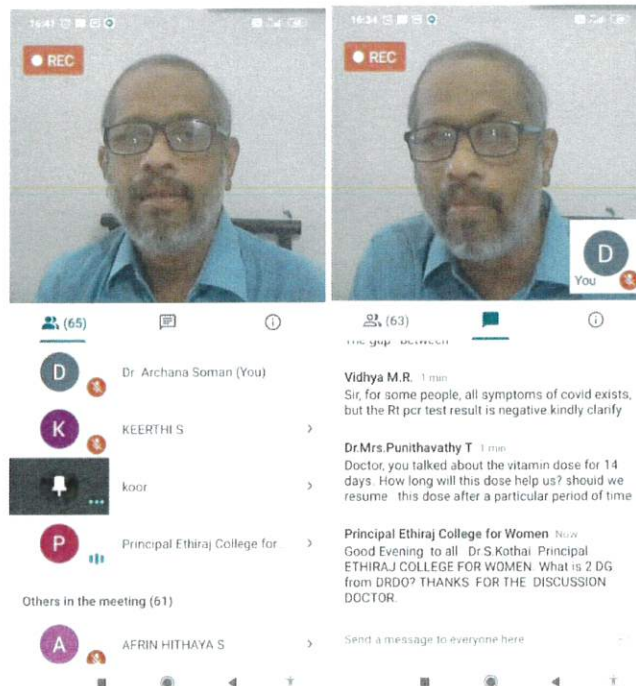 16:41
REC
(65)
D
Dr Archana Soman (You)
K
KEERTHI S
koor
P
Principal Ethiraj College for...
Others in the meeting (61)
A
AFRIN HITHAYA S
16:34
REC
D
You
(63)
The gap between
Vidhya M.R. 1 min
Sir, for some people, all symptoms of covid exists,
but the Rt pcr test result is negative.kindly clarify
Dr.Mrs.Punithavathy T 1 min
Doctor, you talked about the vitamin dose for 14
days. How long will this dose help us? should we
resume this dose after a particular period of time
Principal Ethiraj College for Women Now
Good Evening to all Dr S.Kothai Principal
ETHIRAJ COLLEGE FOR WOMEN. What is 2 DG
from DRDO? THANKS FOR THE DISCUSSION
DOCTOR.
Send a message to everyone here